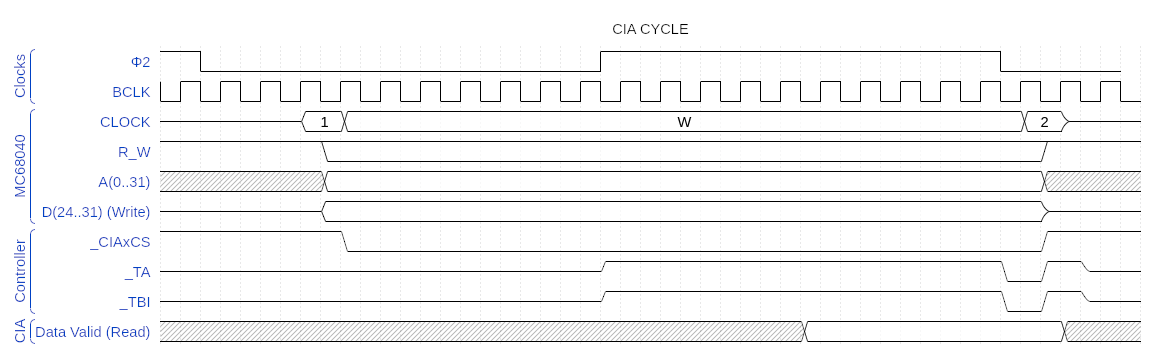 CIA CYCLE
Clocks
Φ2
BCLK
MC68040
CLOCK 1 W 2
R_W
A(0..31)
D(24..31) (Write)
Controller
_CIAxCS
_TA
_TBI
CIA
Data Valid (Read)